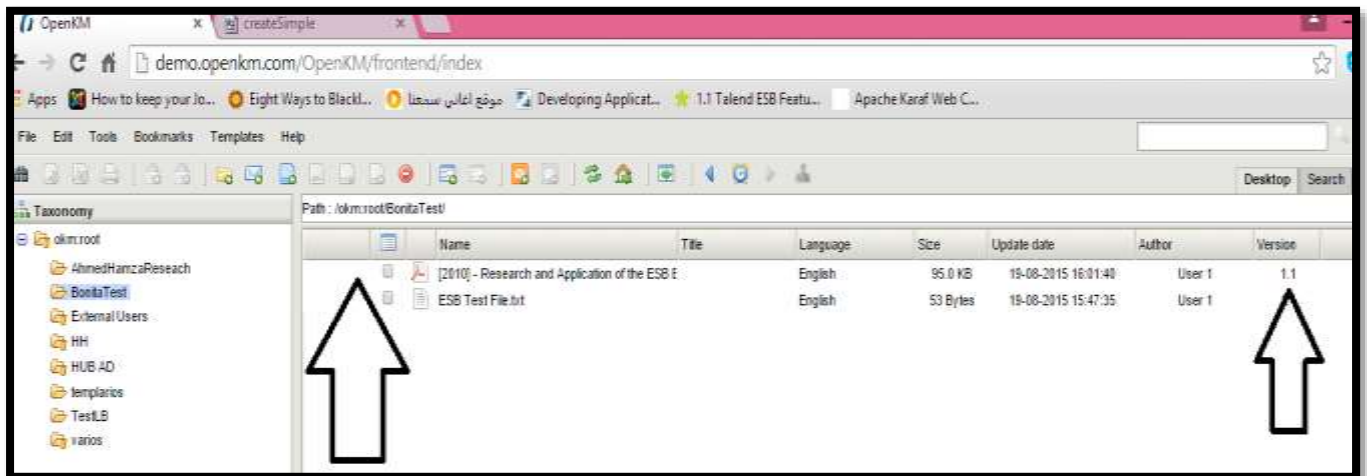 OpenKM createSimple
demo.openkm.com/OpenKM/frontend/index
Apps How to keep your Jo... Eight Ways to Blackl... موقع اغاني سمعنا Developing Applicat... 1.1 Talend ESB Featu... Apache Karaf Web C...
File Edit Tools Bookmarks Templates Help
Desktop Search
Taxonomy Path : /okm:root/BonitaTest/
okm:root Name Title Language Size Update date Author Version
AhmedHamzaReseach [2010] - Research and Application of the ESB E English 95.0 KB 19-08-2015 16:01:40 User 1 1.1
BonitaTest ESB Test File.txt English 53 Bytes 19-08-2015 15:47:35 User 1
External Users
HH
HUB AD
templarios
TestLB
varios